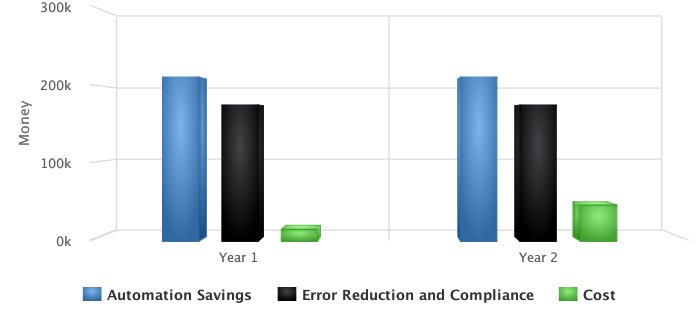 300k
200k
100k
0k
Money
Year 1
Year 2
Automation Savings
Error Reduction and Compliance
Cost